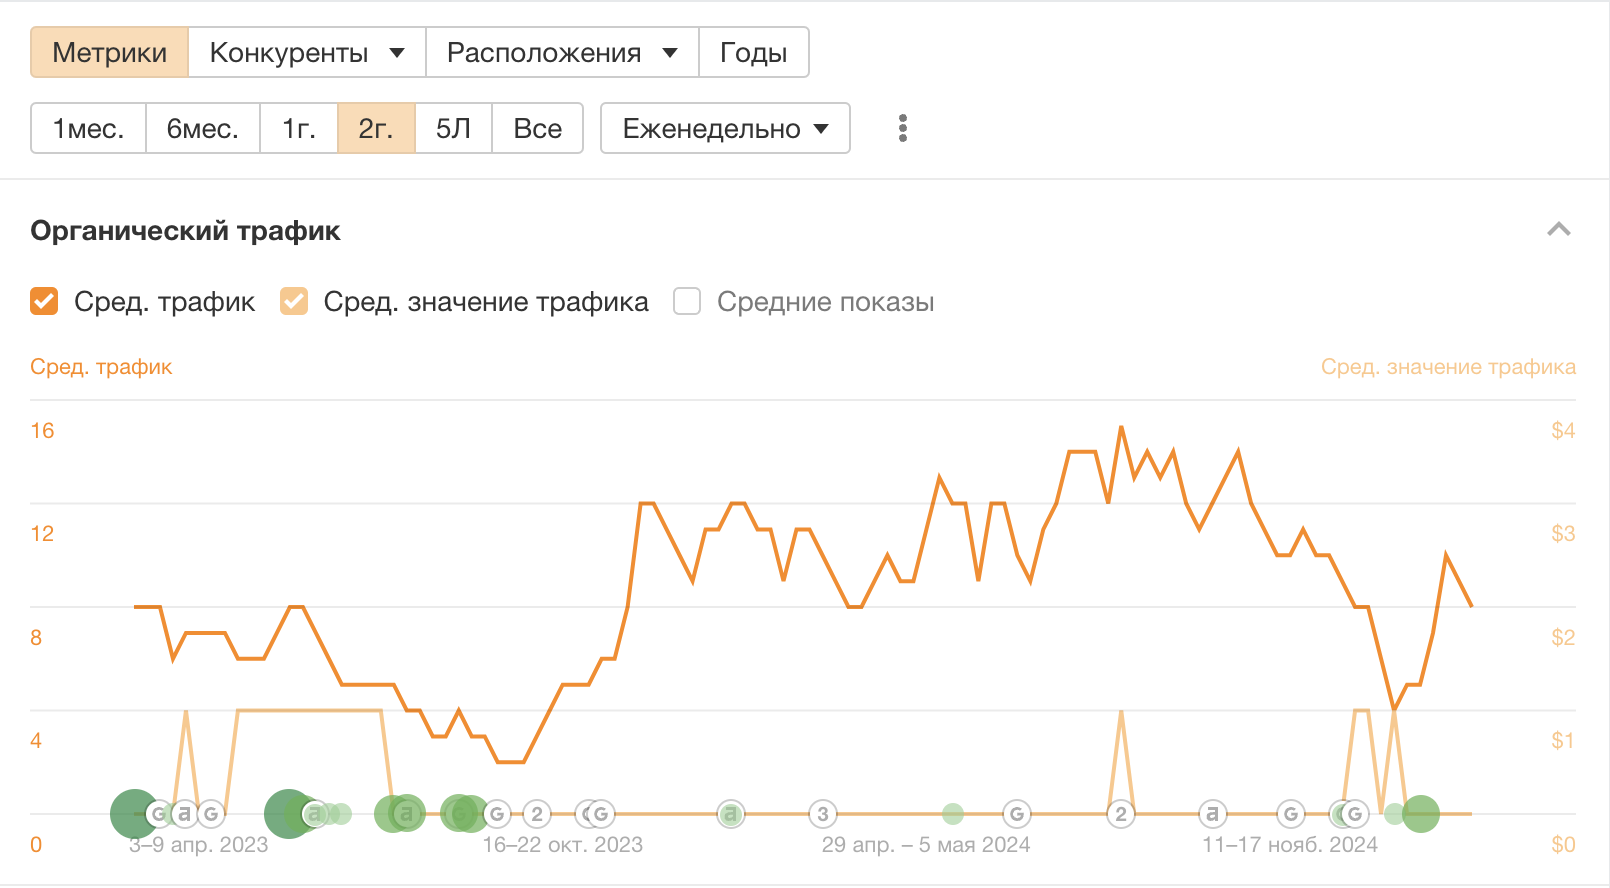 Метрики Конкуренты Расположения Годы
1мес. 6мес. 1г. 2г. 5Л Все Еженедельно
Органический трафик
Сред. трафик Сред. значение трафика Средние показы
Сред. трафик Сред. значение трафика
16 $4
12 $3
8 $2
4 $1
G a G a a G G 2 G G a 3 G 2 a G G
3–9 апр. 2023 16–22 окт. 2023 29 апр. – 5 мая 2024 11–17 нояб. 2024
0 $0